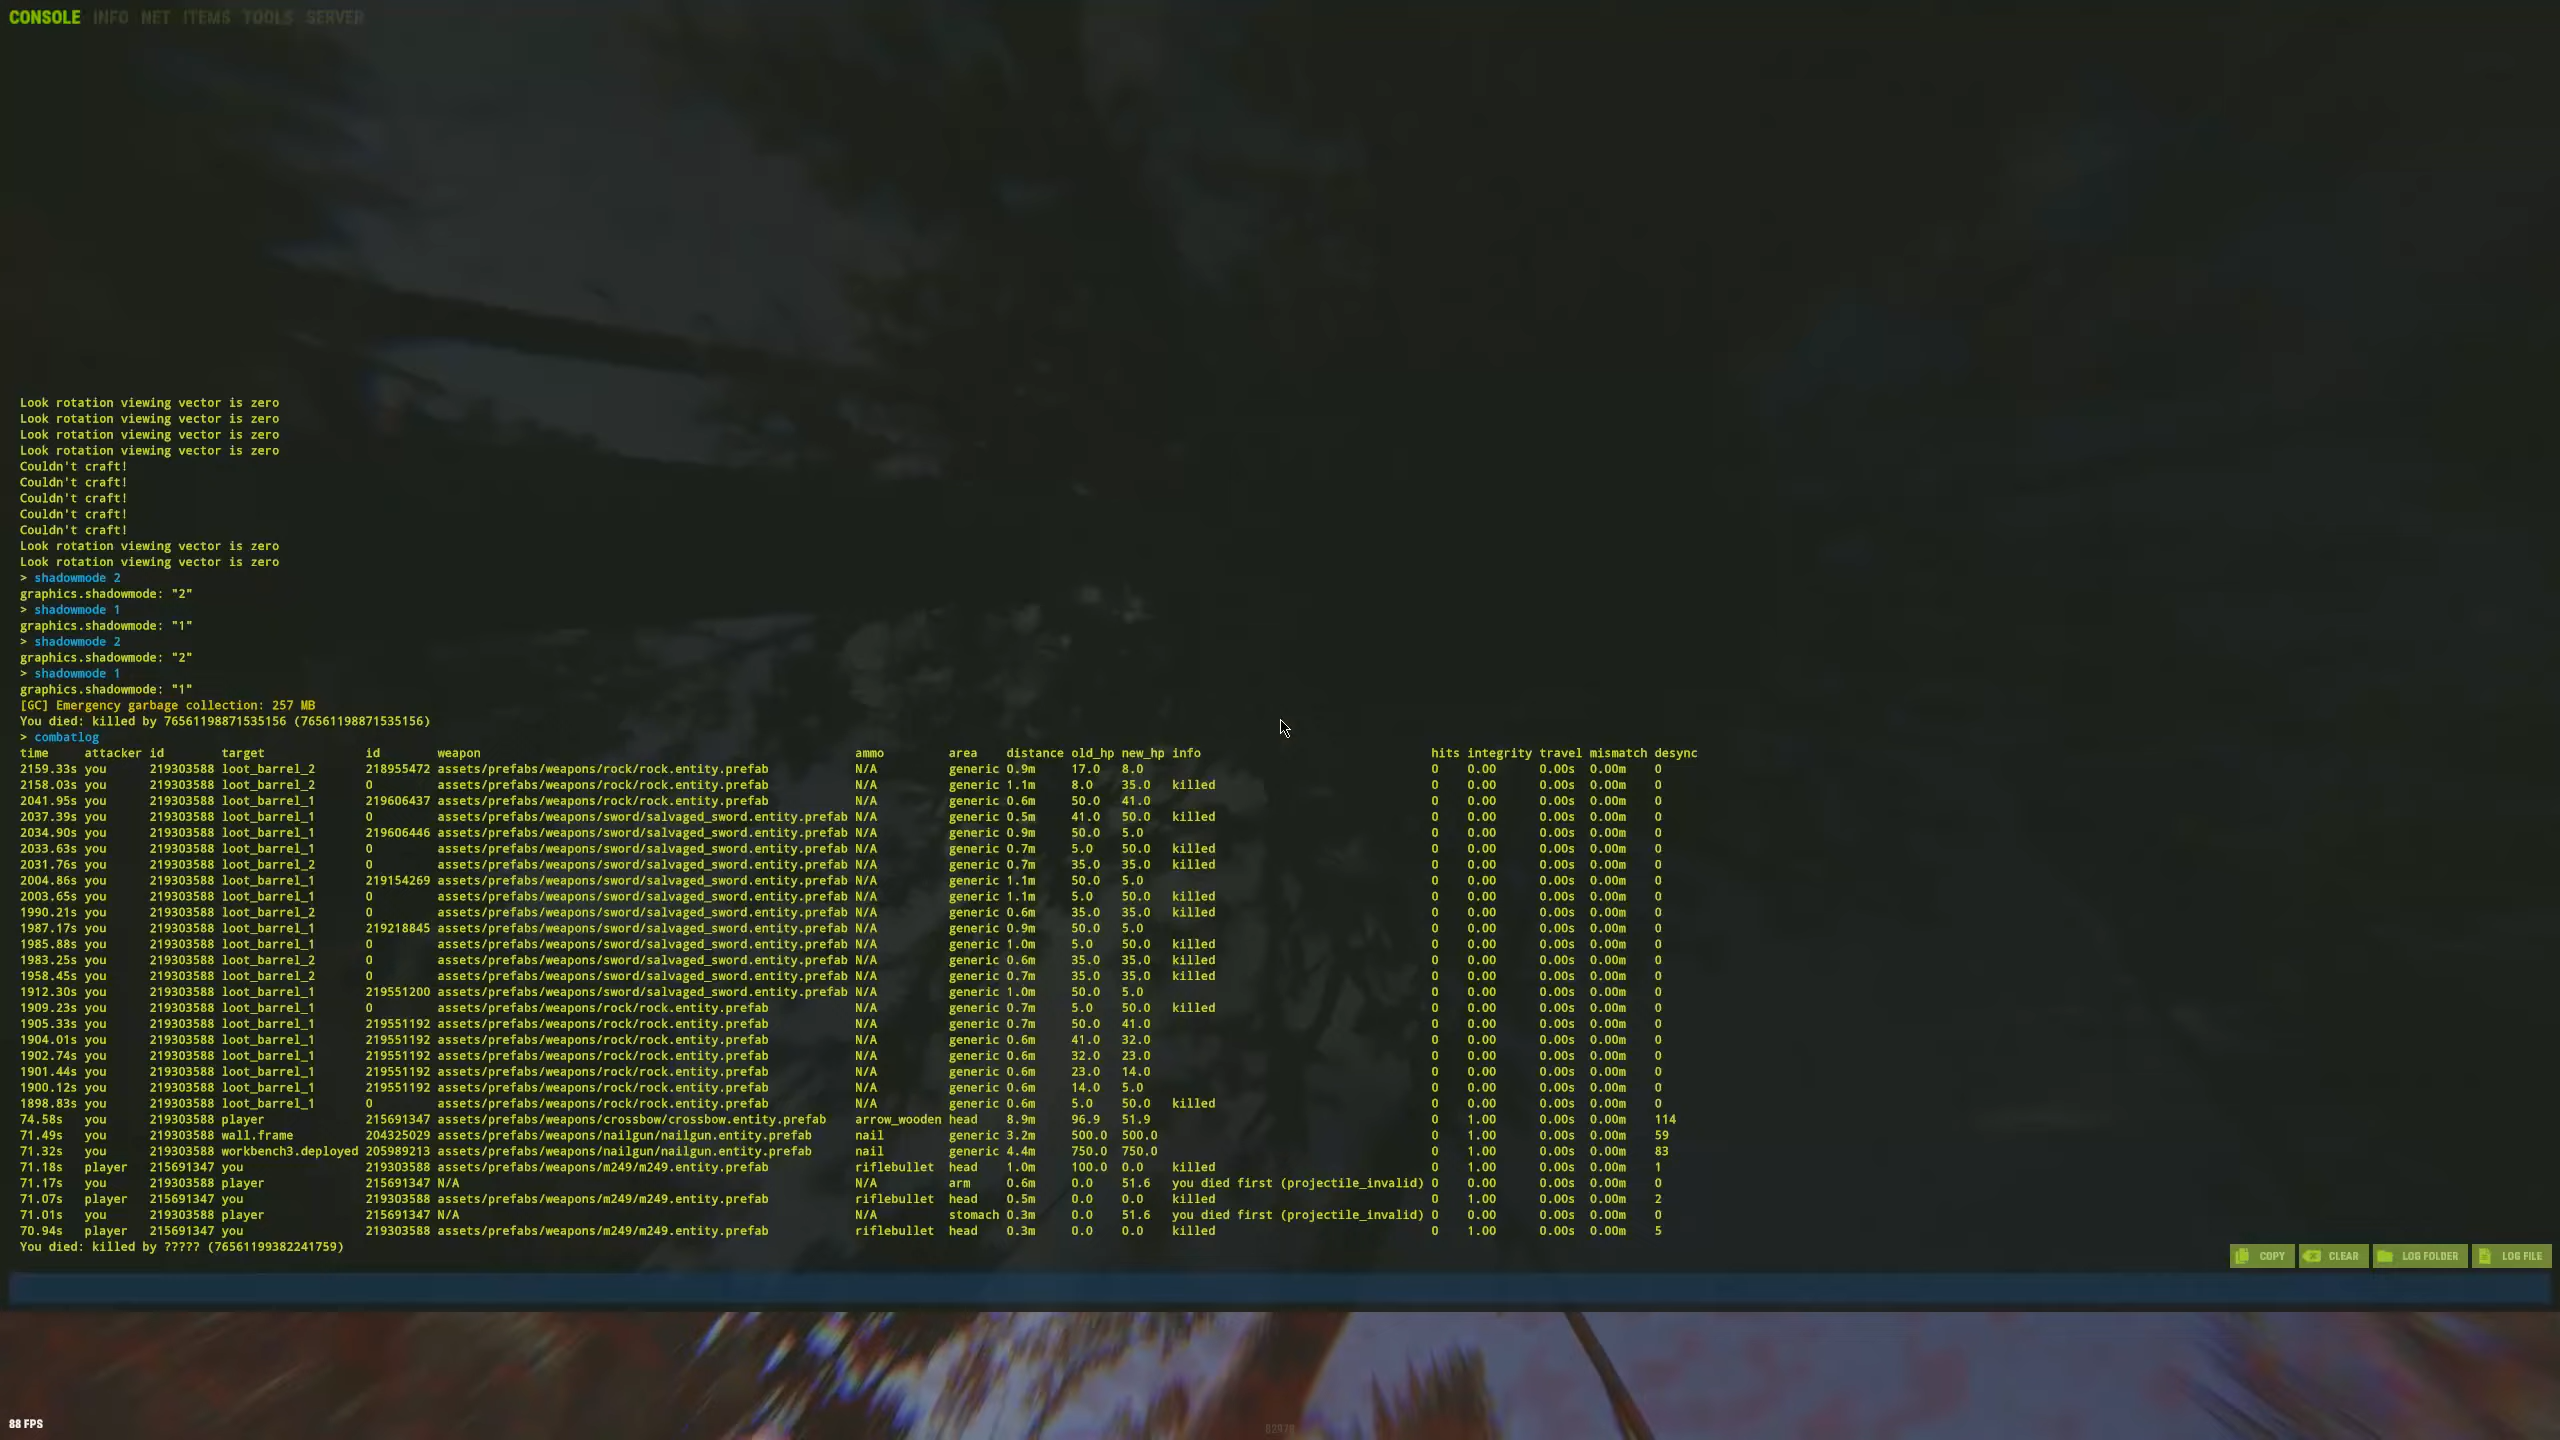 CONSOLE INFO NET ITEMS TOOLS SERVER
Look rotation viewing vector is zero
Look rotation viewing vector is zero
Look rotation viewing vector is zero
Look rotation viewing vector is zero
Couldn't craft!
Couldn't craft!
Couldn't craft!
Couldn't craft!
Couldn't craft!
Look rotation viewing vector is zero
Look rotation viewing vector is zero
> shadowmode 2
graphics.shadowmode: "2"
> shadowmode 1
graphics.shadowmode: "1"
> shadowmode 2
graphics.shadowmode: "2"
> shadowmode 1
graphics.shadowmode: "1"
[GC] Emergency garbage collection: 257 MB
You died: killed by 76561198871535156 (76561198871535156)
> combatlog
time attacker id target id weapon ammo area distance old_hp new_hp info hits integrity travel mismatch desync
2159.33s you 219303588 loot_barrel_2 218955472 assets/prefabs/weapons/rock/rock.entity.prefab N/A generic 0.9m 17.0 8.0 0 0.00 0.00s 0.00m 0
2158.03s you 219303588 loot_barrel_2 0 assets/prefabs/weapons/rock/rock.entity.prefab N/A generic 1.1m 8.0 35.0 killed 0 0.00 0.00s 0.00m 0
2041.95s you 219303588 loot_barrel_1 219606437 assets/prefabs/weapons/rock/rock.entity.prefab N/A generic 0.6m 50.0 41.0 0 0.00 0.00s 0.00m 0
2037.39s you 219303588 loot_barrel_1 0 assets/prefabs/weapons/sword/salvaged_sword.entity.prefab N/A generic 0.5m 41.0 50.0 killed 0 0.00 0.00s 0.00m 0
2034.90s you 219303588 loot_barrel_1 219606446 assets/prefabs/weapons/sword/salvaged_sword.entity.prefab N/A generic 0.9m 50.0 5.0 0 0.00 0.00s 0.00m 0
2033.63s you 219303588 loot_barrel_1 0 assets/prefabs/weapons/sword/salvaged_sword.entity.prefab N/A generic 0.7m 5.0 50.0 killed 0 0.00 0.00s 0.00m 0
2031.76s you 219303588 loot_barrel_2 0 assets/prefabs/weapons/sword/salvaged_sword.entity.prefab N/A generic 0.7m 35.0 35.0 killed 0 0.00 0.00s 0.00m 0
2004.86s you 219303588 loot_barrel_1 219154269 assets/prefabs/weapons/sword/salvaged_sword.entity.prefab N/A generic 1.1m 50.0 5.0 0 0.00 0.00s 0.00m 0
2003.65s you 219303588 loot_barrel_1 0 assets/prefabs/weapons/sword/salvaged_sword.entity.prefab N/A generic 1.1m 5.0 50.0 killed 0 0.00 0.00s 0.00m 0
1990.21s you 219303588 loot_barrel_2 0 assets/prefabs/weapons/sword/salvaged_sword.entity.prefab N/A generic 0.6m 35.0 35.0 killed 0 0.00 0.00s 0.00m 0
1987.17s you 219303588 loot_barrel_1 219218845 assets/prefabs/weapons/sword/salvaged_sword.entity.prefab N/A generic 0.9m 50.0 5.0 0 0.00 0.00s 0.00m 0
1985.88s you 219303588 loot_barrel_1 0 assets/prefabs/weapons/sword/salvaged_sword.entity.prefab N/A generic 1.0m 5.0 50.0 killed 0 0.00 0.00s 0.00m 0
1983.25s you 219303588 loot_barrel_2 0 assets/prefabs/weapons/sword/salvaged_sword.entity.prefab N/A generic 0.6m 35.0 35.0 killed 0 0.00 0.00s 0.00m 0
1958.45s you 219303588 loot_barrel_2 0 assets/prefabs/weapons/sword/salvaged_sword.entity.prefab N/A generic 0.7m 35.0 35.0 killed 0 0.00 0.00s 0.00m 0
1912.30s you 219303588 loot_barrel_1 219551200 assets/prefabs/weapons/sword/salvaged_sword.entity.prefab N/A generic 1.0m 50.0 5.0 0 0.00 0.00s 0.00m 0
1909.23s you 219303588 loot_barrel_1 0 assets/prefabs/weapons/rock/rock.entity.prefab N/A generic 0.7m 5.0 50.0 killed 0 0.00 0.00s 0.00m 0
1905.33s you 219303588 loot_barrel_1 219551192 assets/prefabs/weapons/rock/rock.entity.prefab N/A generic 0.7m 50.0 41.0 0 0.00 0.00s 0.00m 0
1904.01s you 219303588 loot_barrel_1 219551192 assets/prefabs/weapons/rock/rock.entity.prefab N/A generic 0.6m 41.0 32.0 0 0.00 0.00s 0.00m 0
1902.74s you 219303588 loot_barrel_1 219551192 assets/prefabs/weapons/rock/rock.entity.prefab N/A generic 0.6m 32.0 23.0 0 0.00 0.00s 0.00m 0
1901.44s you 219303588 loot_barrel_1 219551192 assets/prefabs/weapons/rock/rock.entity.prefab N/A generic 0.6m 23.0 14.0 0 0.00 0.00s 0.00m 0
1900.12s you 219303588 loot_barrel_1 219551192 assets/prefabs/weapons/rock/rock.entity.prefab N/A generic 0.6m 14.0 5.0 0 0.00 0.00s 0.00m 0
1898.83s you 219303588 loot_barrel_1 0 assets/prefabs/weapons/rock/rock.entity.prefab N/A generic 0.6m 5.0 50.0 killed 0 0.00 0.00s 0.00m 0
74.58s you 219303588 player 215691347 assets/prefabs/weapons/crossbow/crossbow.entity.prefab arrow_wooden head 8.9m 96.9 51.9 0 1.00 0.00s 0.00m 114
71.49s you 219303588 wall.frame 204325029 assets/prefabs/weapons/nailgun/nailgun.entity.prefab nail generic 3.2m 500.0 500.0 0 1.00 0.00s 0.00m 59
71.32s you 219303588 workbench3.deployed 205989213 assets/prefabs/weapons/nailgun/nailgun.entity.prefab nail generic 4.4m 750.0 750.0 0 1.00 0.00s 0.00m 83
71.18s player 215691347 you 219303588 assets/prefabs/weapons/m249/m249.entity.prefab riflebullet head 1.0m 100.0 0.0 killed 0 1.00 0.00s 0.00m 1
71.17s you 219303588 player 215691347 N/A N/A arm 0.6m 0.0 51.6 you died first (projectile_invalid) 0 0.00 0.00s 0.00m 0
71.07s player 215691347 you 219303588 assets/prefabs/weapons/m249/m249.entity.prefab riflebullet head 0.5m 0.0 0.0 killed 0 1.00 0.00s 0.00m 2
71.01s you 219303588 player 215691347 N/A N/A stomach 0.3m 0.0 51.6 you died first (projectile_invalid) 0 0.00 0.00s 0.00m 0
70.94s player 215691347 you 219303588 assets/prefabs/weapons/m249/m249.entity.prefab riflebullet head 0.3m 0.0 0.0 killed 0 1.00 0.00s 0.00m 5
You died: killed by ????? (76561199382241759)
COPY CLEAR LOG FOLDER LOG FILE
88 FPS